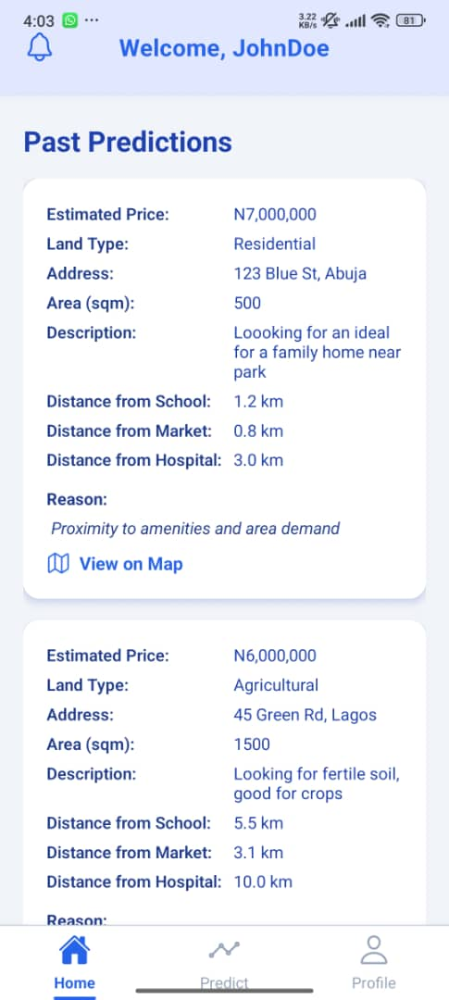 4:03 ... 3.22 KB/s 81
Welcome, JohnDoe
Past Predictions
Estimated Price: N7,000,000
Land Type: Residential
Address: 123 Blue St, Abuja
Area (sqm): 500
Description: Loooking for an ideal
for a family home near
park
Distance from School: 1.2 km
Distance from Market: 0.8 km
Distance from Hospital: 3.0 km
Reason:
Proximity to amenities and area demand
View on Map
Estimated Price: N6,000,000
Land Type: Agricultural
Address: 45 Green Rd, Lagos
Area (sqm): 1500
Description: Looking for fertile soil,
good for crops
Distance from School: 5.5 km
Distance from Market: 3.1 km
Distance from Hospital: 10.0 km
Reason:
Home Predict Profile